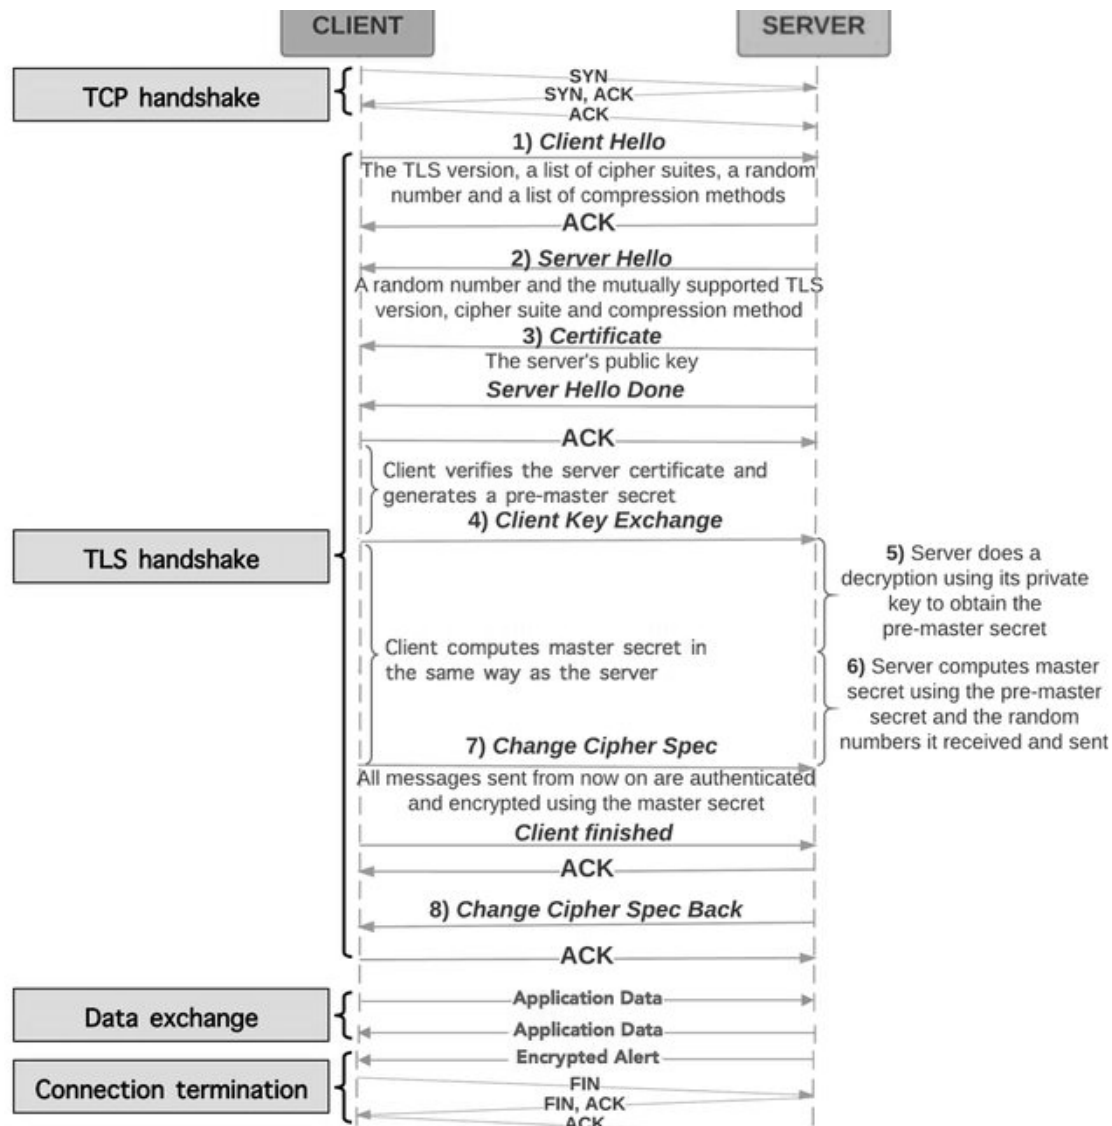 CLIENT
SERVER
TCP handshake
SYN
SYN, ACK
ACK
1) Client Hello
The TLS version, a list of cipher suites, a random
number and a list of compression methods
ACK
2) Server Hello
A random number and the mutually supported TLS
version, cipher suite and compression method
3) Certificate
The server's public key
Server Hello Done
ACK
Client verifies the server certificate and
generates a pre-master secret
4) Client Key Exchange
TLS handshake
5) Server does a
decryption using its private
key to obtain the
pre-master secret
Client computes master secret in
the same way as the server
6) Server computes master
secret using the pre-master
secret and the random
numbers it received and sent
7) Change Cipher Spec
All messages sent from now on are authenticated
and encrypted using the master secret
Client finished
ACK
8) Change Cipher Spec Back
ACK
Data exchange
Application Data
Application Data
Connection termination
Encrypted Alert
FIN
FIN, ACK
ACK